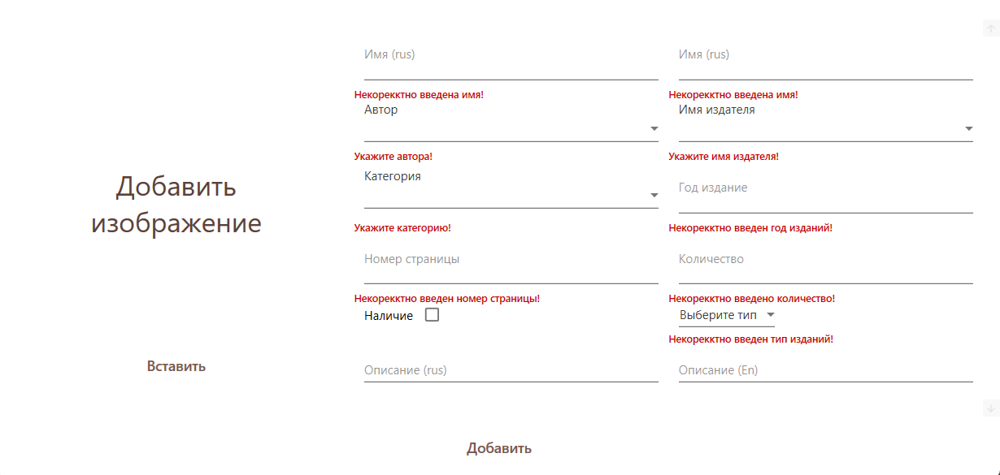 Добавить
изображение
Вставить
Имя (rus)
Имя (rus)
Некорекктно введена имя!
Некорекктно введена имя!
Автор
Имя издателя
Укажите автора!
Укажите имя издателя!
Категория
Год издание
Укажите категорию!
Некорекктно введен год изданий!
Номер страницы
Количество
Некорекктно введен номер страницы!
Некорекктно введено количество!
Наличие
Выберите тип
Некорекктно введен тип изданий!
Описание (rus)
Описание (En)
Добавить